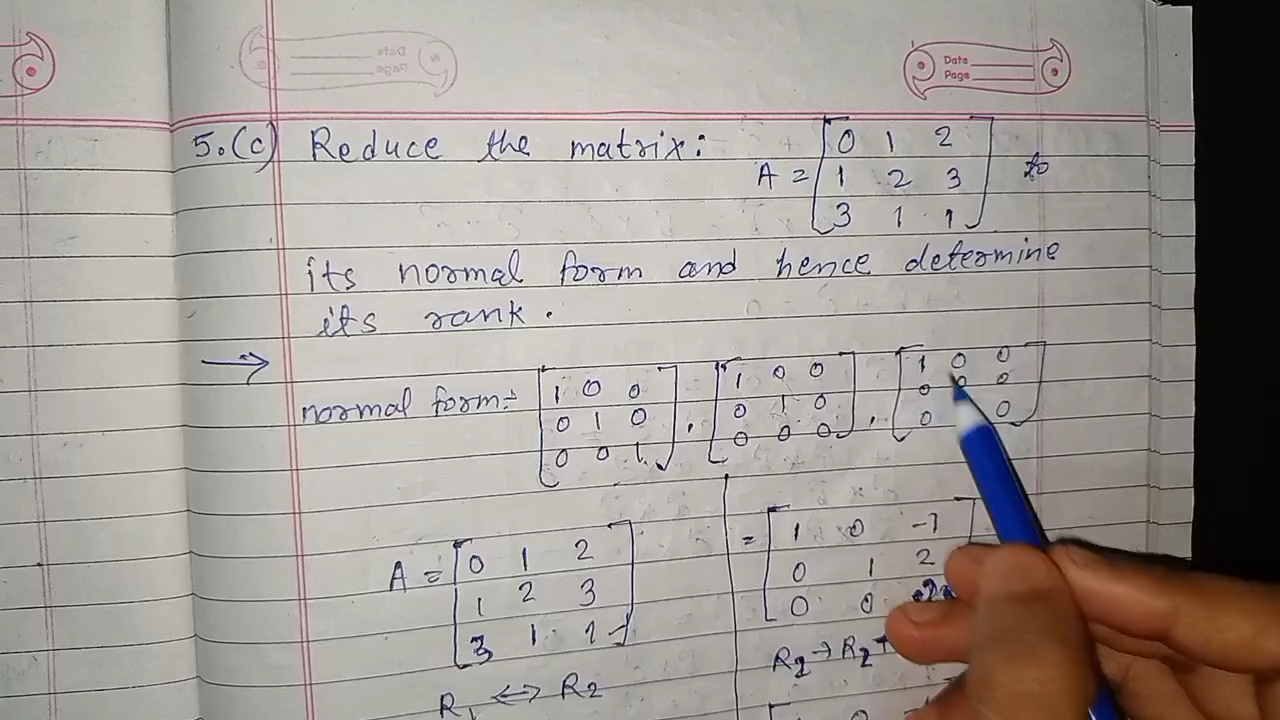 Data
Page
5.(c) Reduce the matrix: A = [0 1 2
1 2 3
3 1 1] to
its normal form and hence determine
its rank.
→ normal form:- [1 0 0
0 1 0
0 0 1], [1 0 0
0 1 0
0 0 0], [1 0 0
0 0 0
0 0]
A = [0 1 2
1 2 3
3 1 1]
R1 ↔ R2
= [1 0 -1
0 1 2
0 0
R2 → R2 +